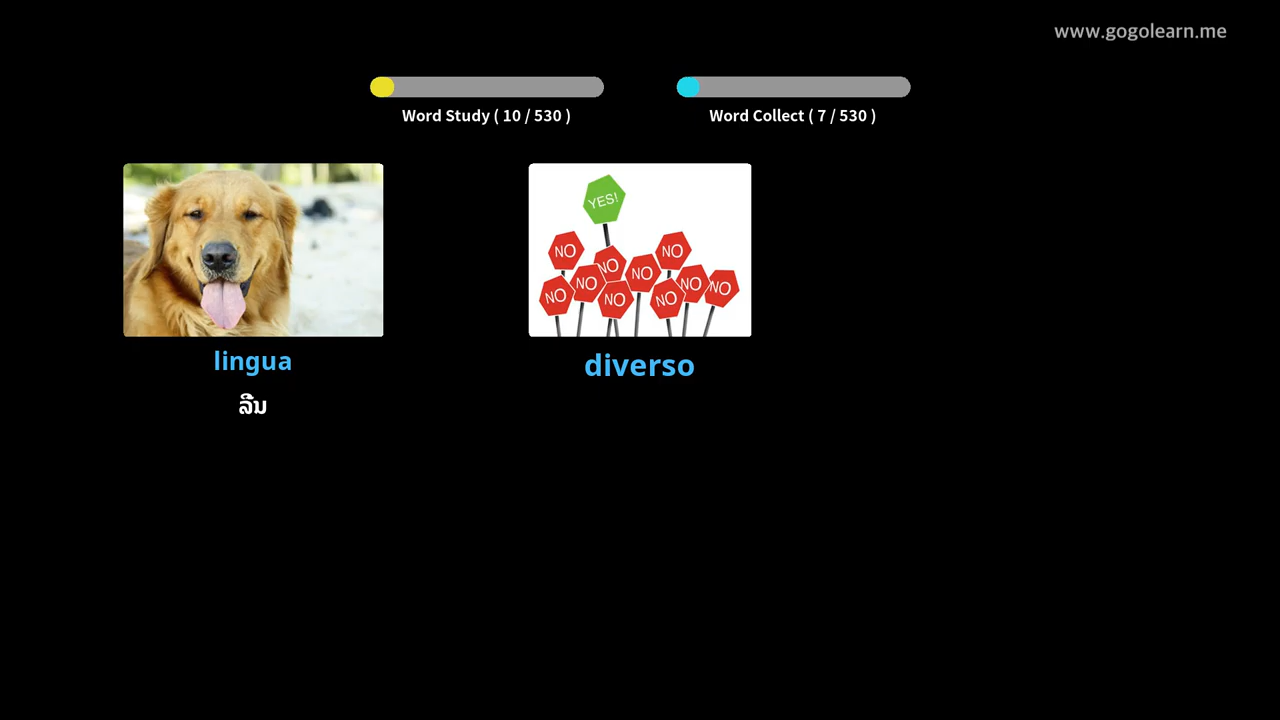 www.gogolearn.me
Word Study ( 10 / 530 )
Word Collect ( 7 / 530 )
YES!
NO
NO
NO
NO
NO
NO
NO
NO
NO
NO
lingua
diverso
ລີ້ນ